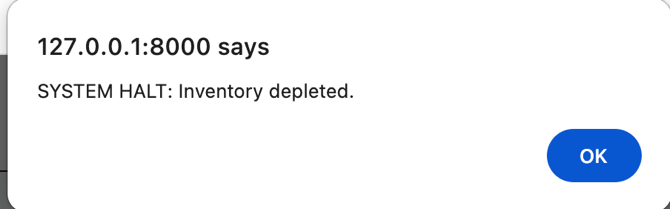 127.0.0.1:8000 says
SYSTEM HALT: Inventory depleted.
OK